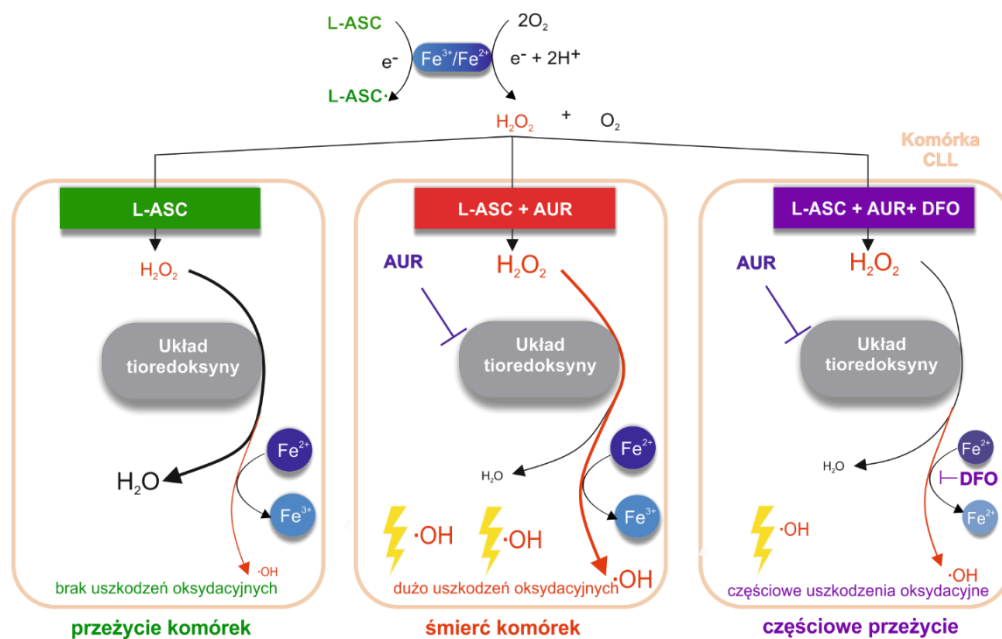 L-ASC
2O₂
e⁻
Fe³⁺/Fe²⁺
e⁻ + 2H⁺
L-ASC·
H₂O₂ + O₂
Komórka
CLL
L-ASC
H₂O₂
Układ
tioredoksyny
H₂O
Fe²⁺
Fe³⁺
·OH
brak uszkodzeń oksydacyjnych
przeżycie komórek
L-ASC + AUR
AUR
H₂O₂
Układ
tioredoksyny
H₂O
Fe²⁺
Fe³⁺
·OH
·OH
·OH
dużo uszkodzeń oksydacyjnych
śmierć komórek
L-ASC + AUR+ DFO
AUR
H₂O₂
Układ
tioredoksyny
H₂O
Fe²⁺
DFO
Fe²⁺
·OH
·OH
częściowe uszkodzenia oksydacyjne
częściowe przeżycie